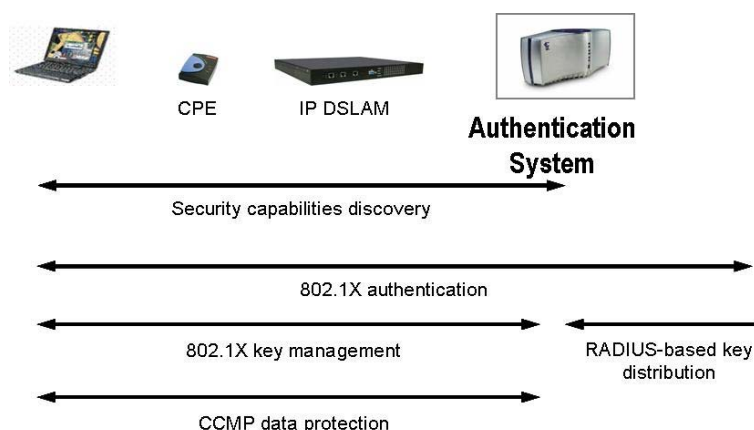 CPE
IP DSLAM
Authentication
System
Security capabilities discovery
802.1X authentication
802.1X key management
RADIUS-based key
distribution
CCMP data protection